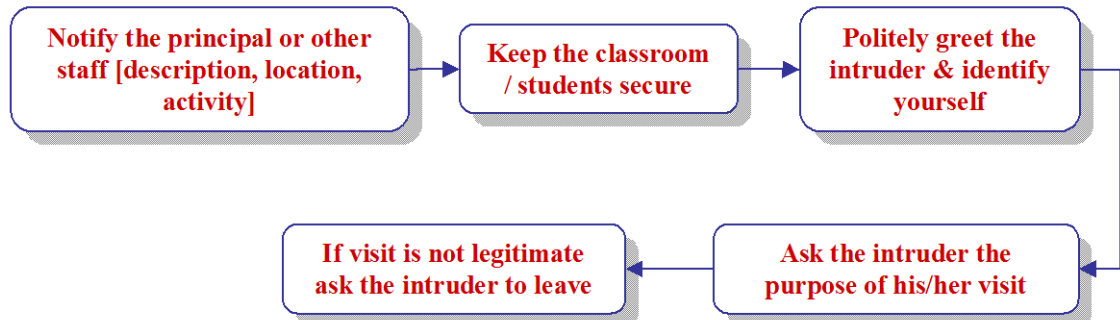 Notify the principal or other
staff [description, location,
activity]
Keep the classroom
/ students secure
Politely greet the
intruder & identify
yourself
Ask the intruder the
purpose of his/her visit
If visit is not legitimate
ask the intruder to leave